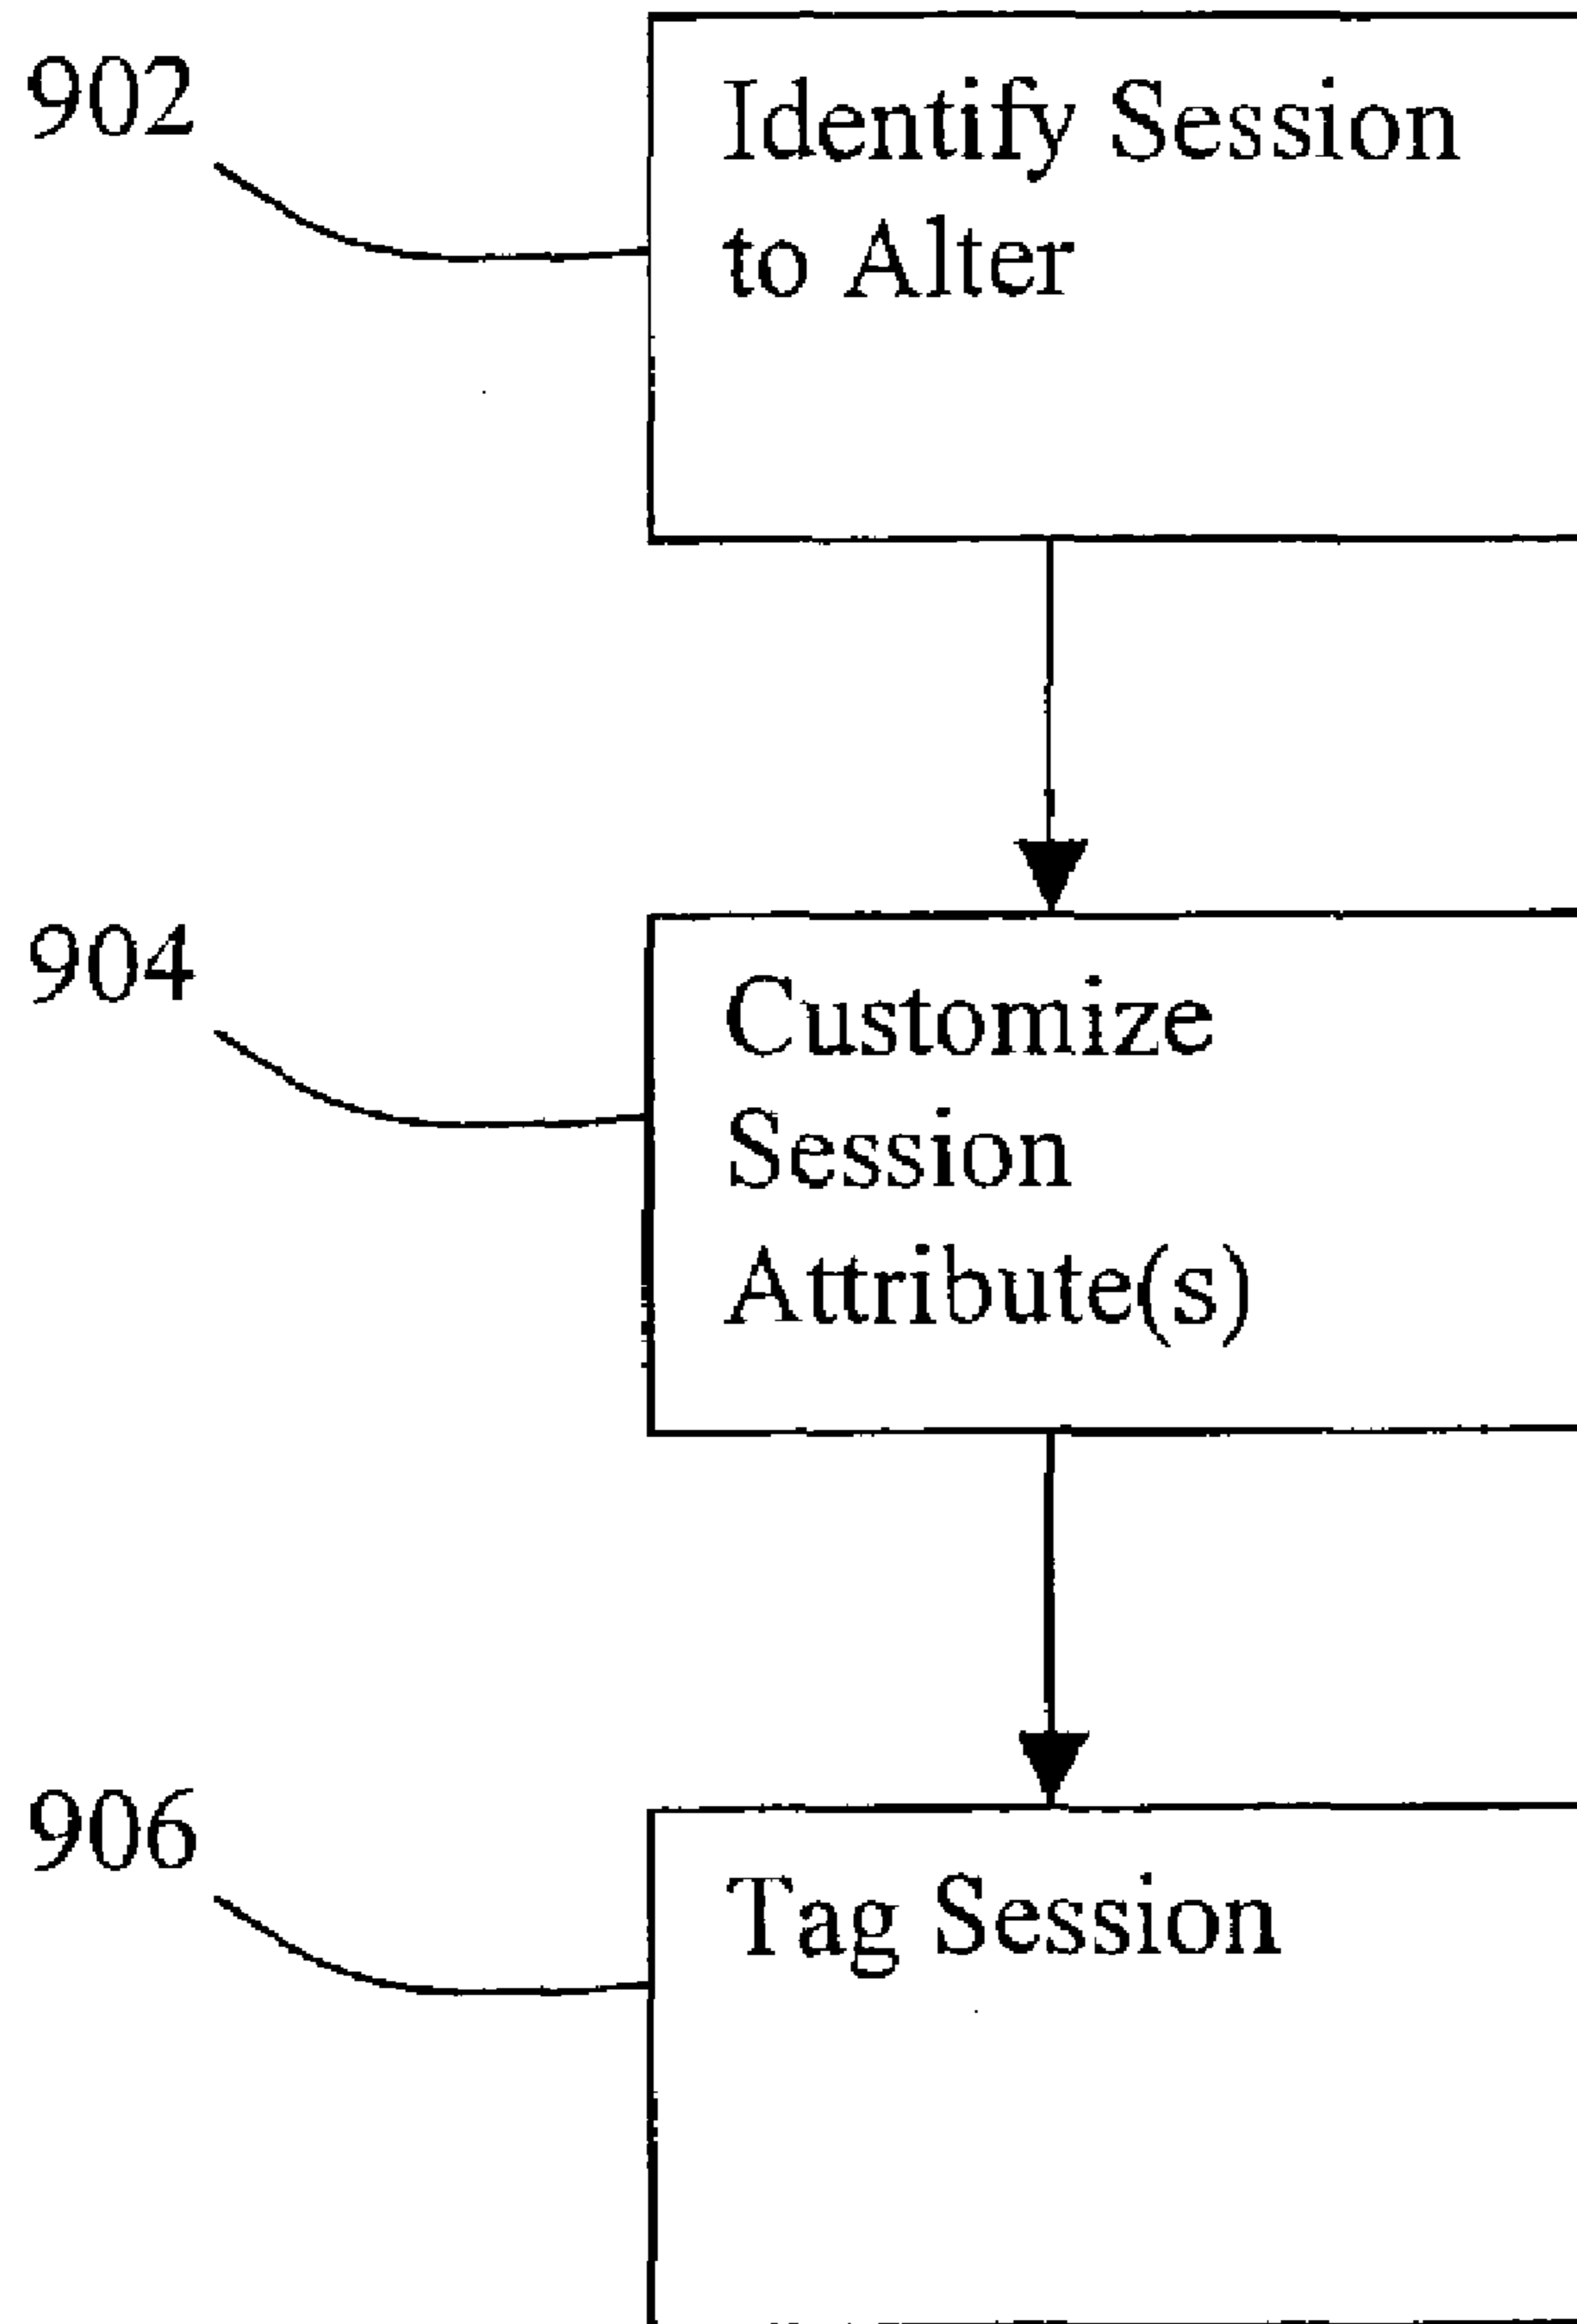 902
Identify Session
to Alter
904
Customize
Session
Attribute(s)
906
Tag Session